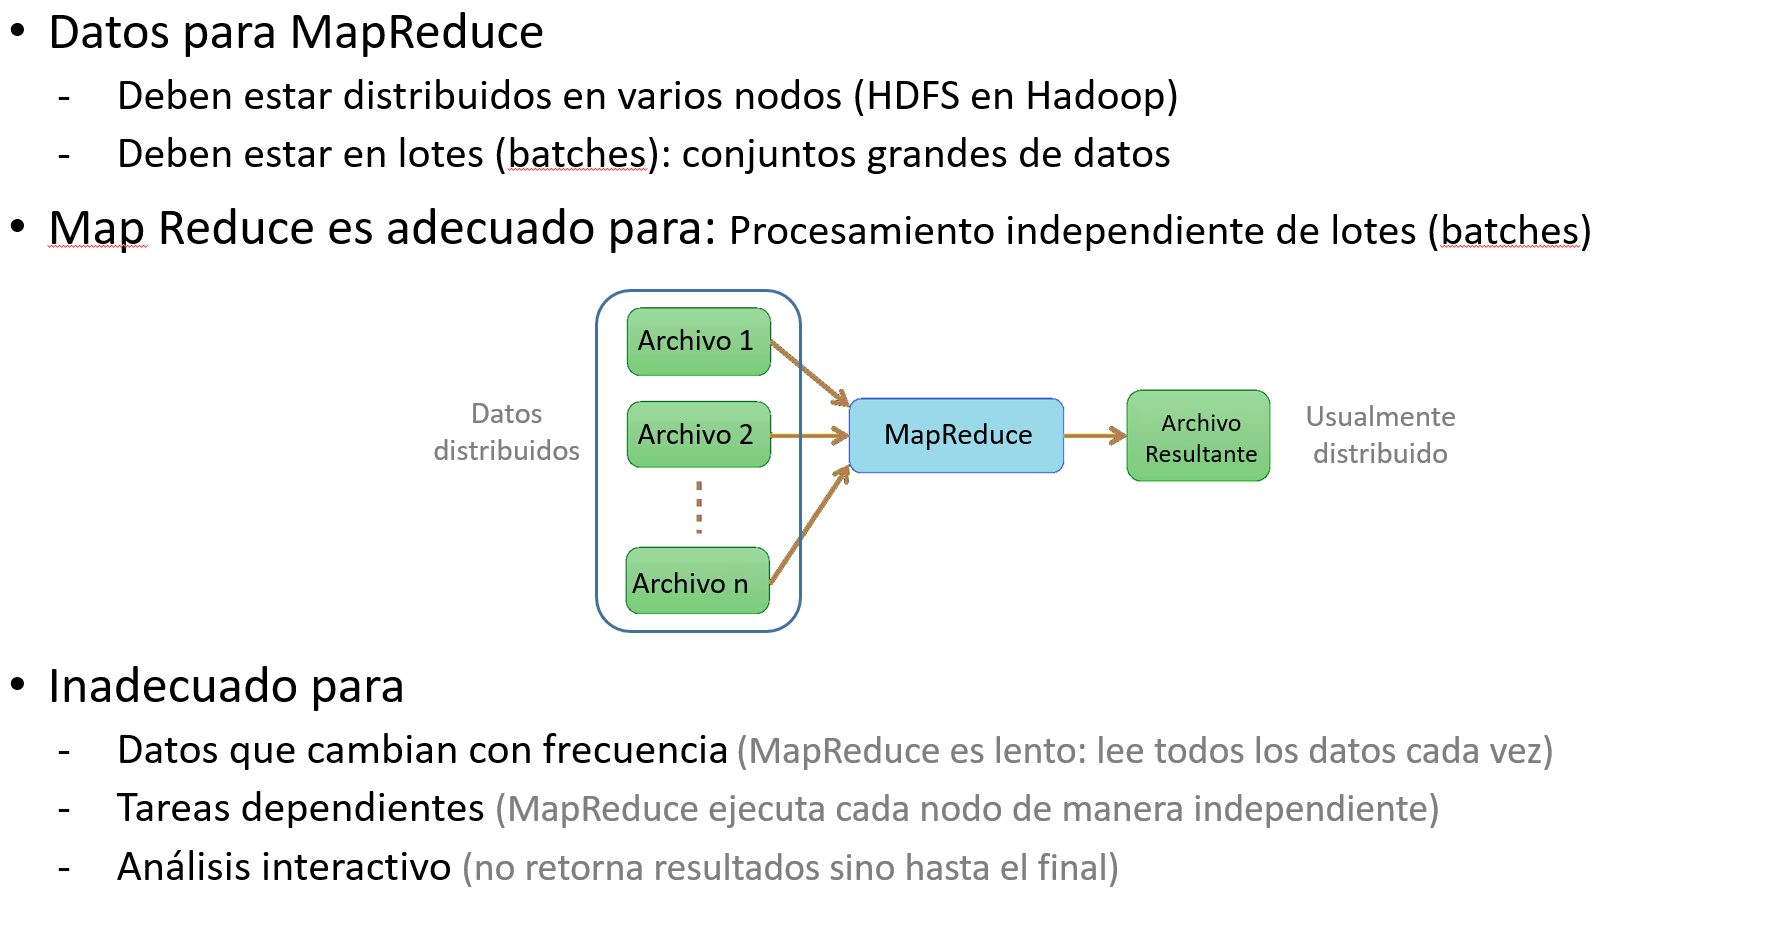 • Datos para MapReduce
- Deben estar distribuidos en varios nodos (HDFS en Hadoop)
- Deben estar en lotes (batches): conjuntos grandes de datos
• Map Reduce es adecuado para: Procesamiento independiente de lotes (batches)
Archivo 1
Archivo 2
Archivo n
Datos
distribuidos
MapReduce
Archivo
Resultante
Usualmente
distribuido
• Inadecuado para
- Datos que cambian con frecuencia (MapReduce es lento: lee todos los datos cada vez)
- Tareas dependientes (MapReduce ejecuta cada nodo de manera independiente)
- Análisis interactivo (no retorna resultados sino hasta el final)